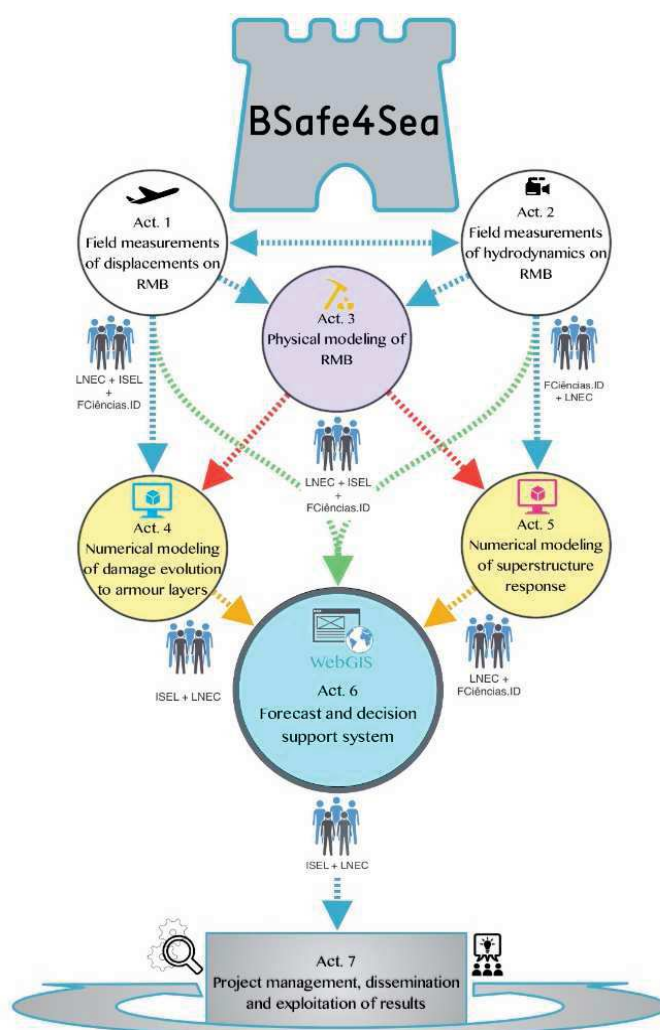 BSafe4Sea
Act. 1
Field measurements
of displacements on
RMB
Act. 2
Field measurements
of hydrodynamics on
RMB
Act. 3
Physical modeling of
RMB
LNEC + ISEL
+
FCiências.ID
FCiências.ID
+ LNEC
LNEC + ISEL
+
FCiências.ID
Act. 4
Numerical modeling
of damage evolution
to armour layers
Act. 5
Numerical modeling
of superstructure
response
ISEL + LNEC
LNEC +
FCiências.ID
WebGIS
Act. 6
Forecast and decision
support system
ISEL + LNEC
Act. 7
Project management, dissemination
and exploitation of results